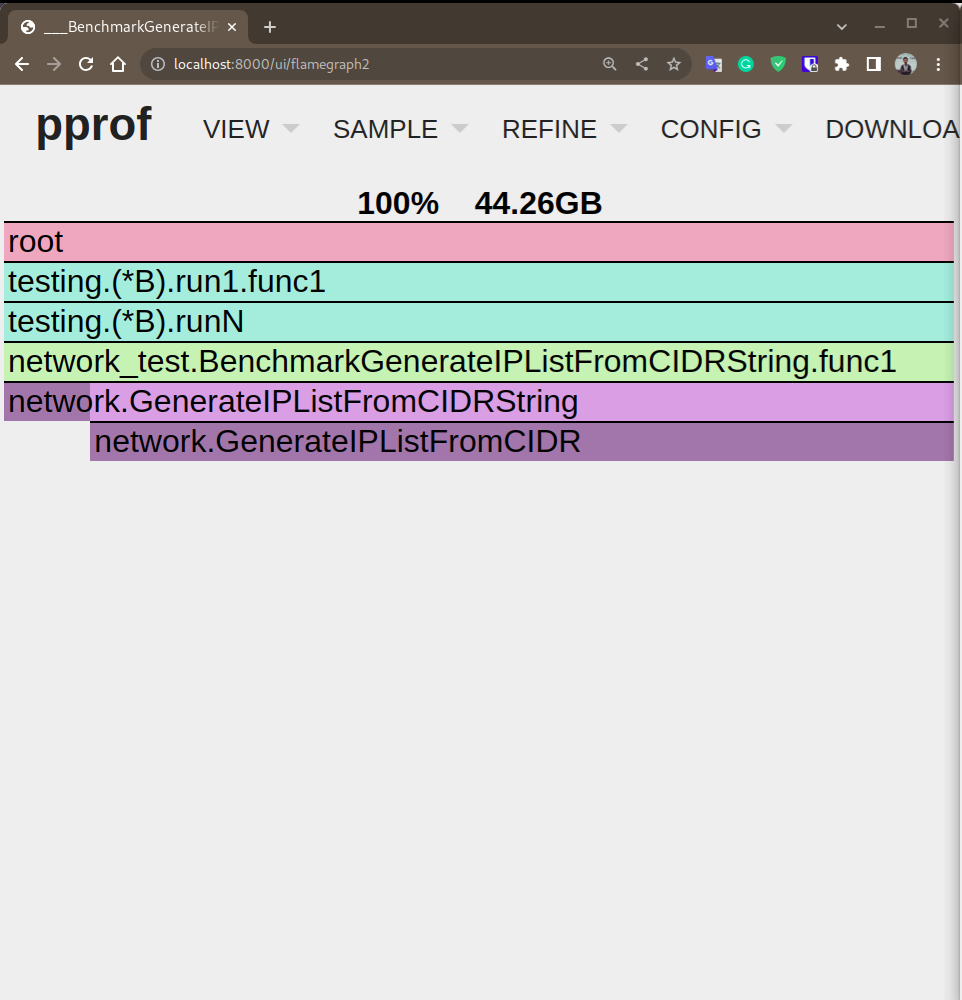 ___BenchmarkGenerateIP
localhost:8000/ui/flamegraph2
pprof VIEW SAMPLE REFINE CONFIG DOWNLOA
100% 44.26GB
root
testing.(*B).run1.func1
testing.(*B).runN
network_test.BenchmarkGenerateIPListFromCIDRString.func1
network.GenerateIPListFromCIDRString
network.GenerateIPListFromCIDR